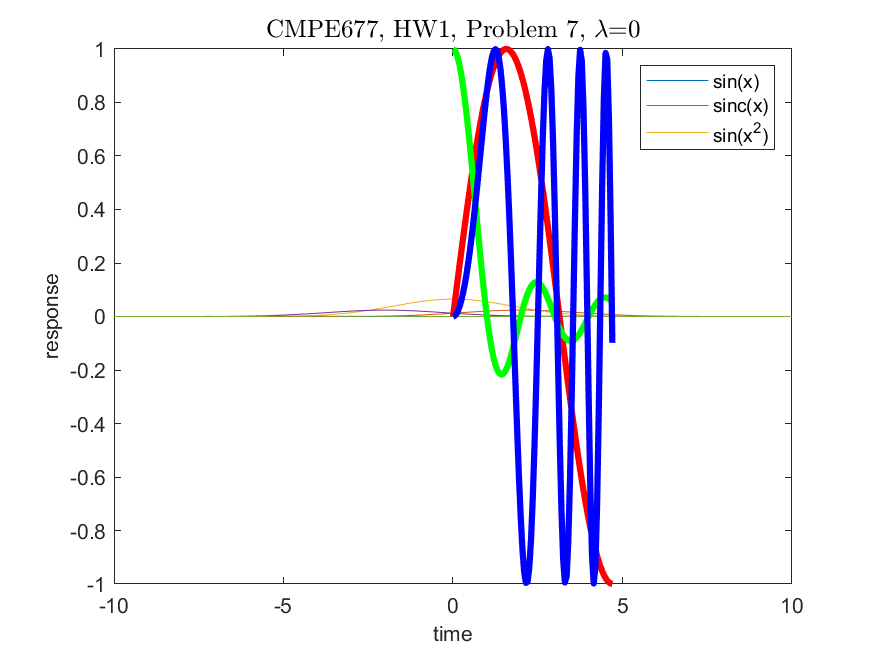 CMPE677, HW1, Problem 7, λ=0
1
0.8
0.6
0.4
0.2
0
-0.2
-0.4
-0.6
-0.8
-1
response
sin(x)
sinc(x)
sin(x²)
-10 -5 0 5 10
time